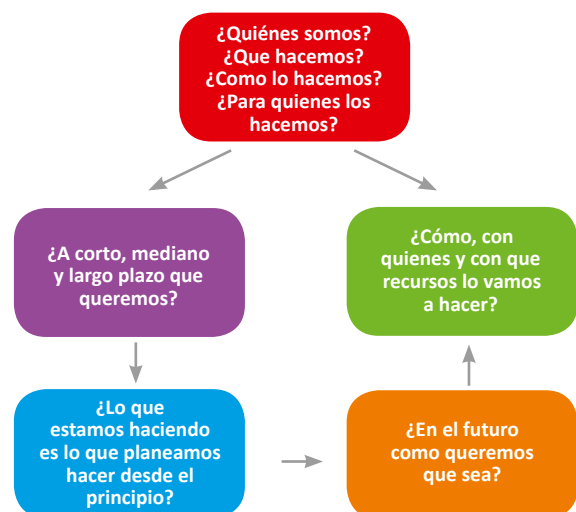 ¿Quiénes somos?
¿Que hacemos?
¿Como lo hacemos?
¿Para quienes los
hacemos?
¿A corto, mediano
y largo plazo que
queremos?
¿Cómo, con
quienes y con que
recursos lo vamos
a hacer?
¿Lo que
estamos haciendo
es lo que planeamos
hacer desde el
principio?
¿En el futuro
como queremos
que sea?